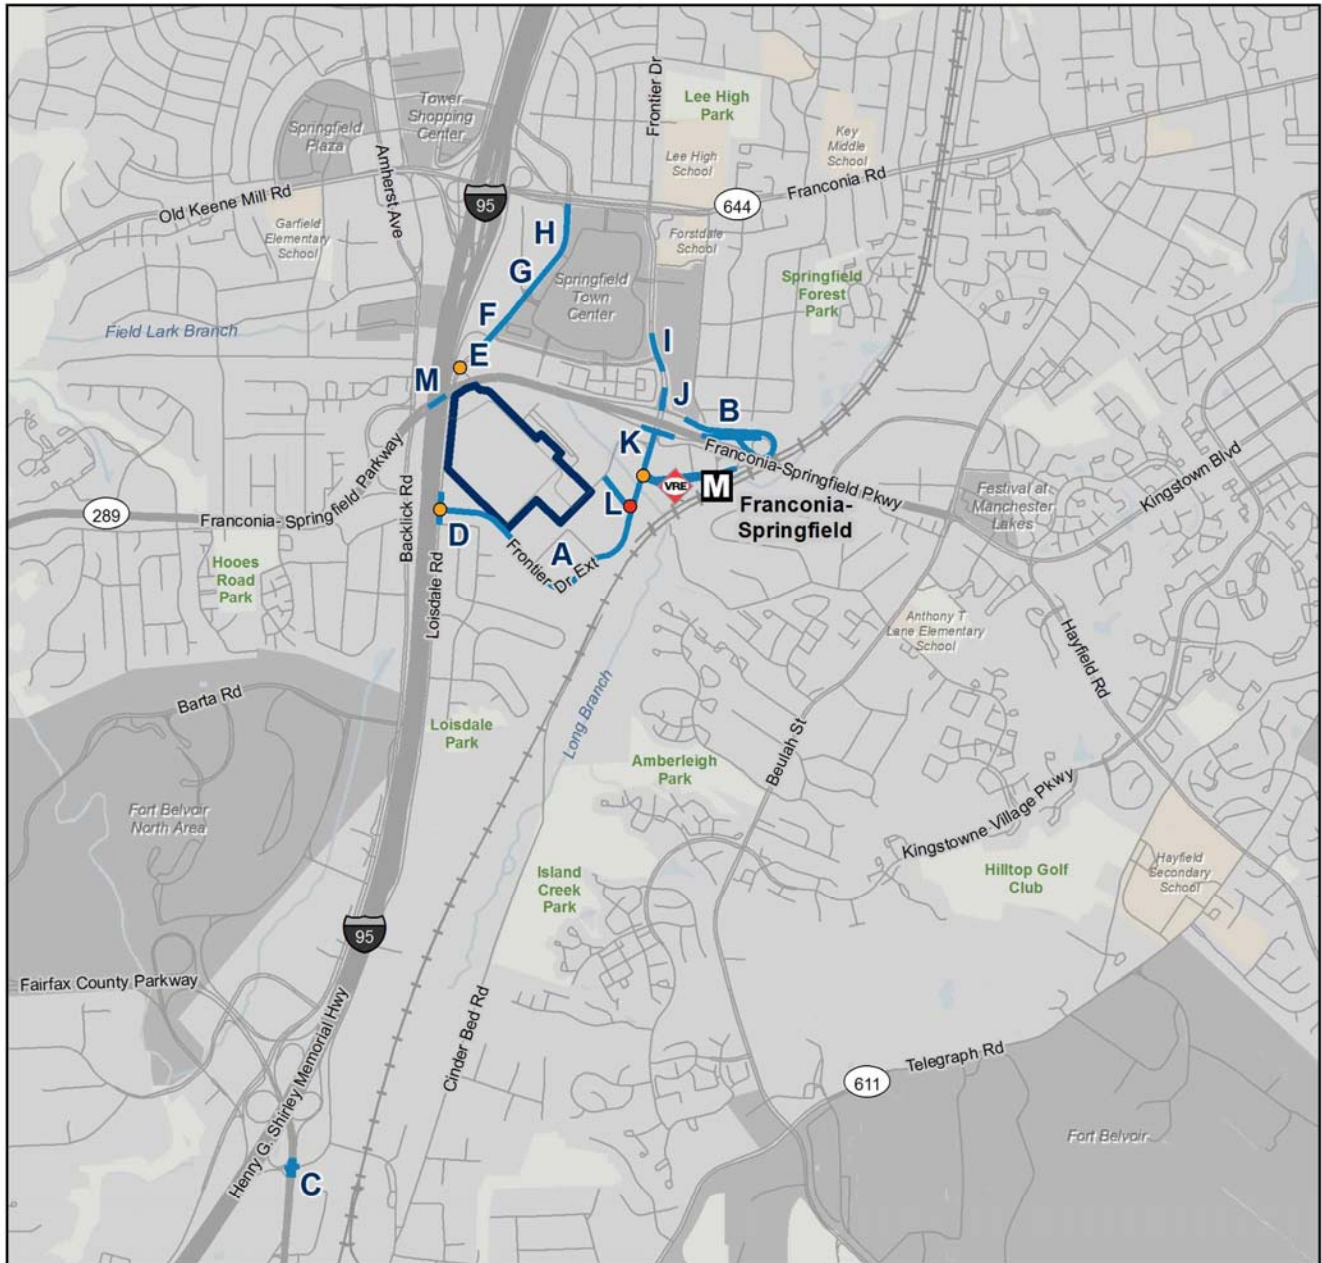 Frontier Dr
Lee High
Park
Tower
Shopping
Center
Springfield
Plaza
Key
Middle
School
Lee High
School
Amherst Ave
Franconia Rd
Old Keene Mill Rd
95
644
Garfield
Elementary
School
H
Forstdale
School
G
Springfield
Town
Center
Springfield
Forest
Park
F
Field Lark Branch
I
E
M
J
B
K
Franconia-Springfield Pkwy
Kingstown Blvd
VRE
M
Franconia-
Springfield
Festival at
Manchester
Lakes
289
Franconia- Springfield Parkway
Backlick Rd
L
D
A
Frontier Dr Ext
Hooes
Road
Park
Loisdale Rd
Anthony T
Lane Elementary
School
Hayfield Rd
Barta Rd
Long Branch
Loisdale
Park
Beulah St
Amberleigh
Park
Fort Belvoir
North Area
Kingstowne Village Pkwy
Island
Creek
Park
Hilltop Golf
Club
Hayfield
Secondary
School
95
Fairfax County Parkway
Henry G. Shirley Memorial Hwy
Cinder Bed Rd
Telegraph Rd
611
Fort Belvoir
C